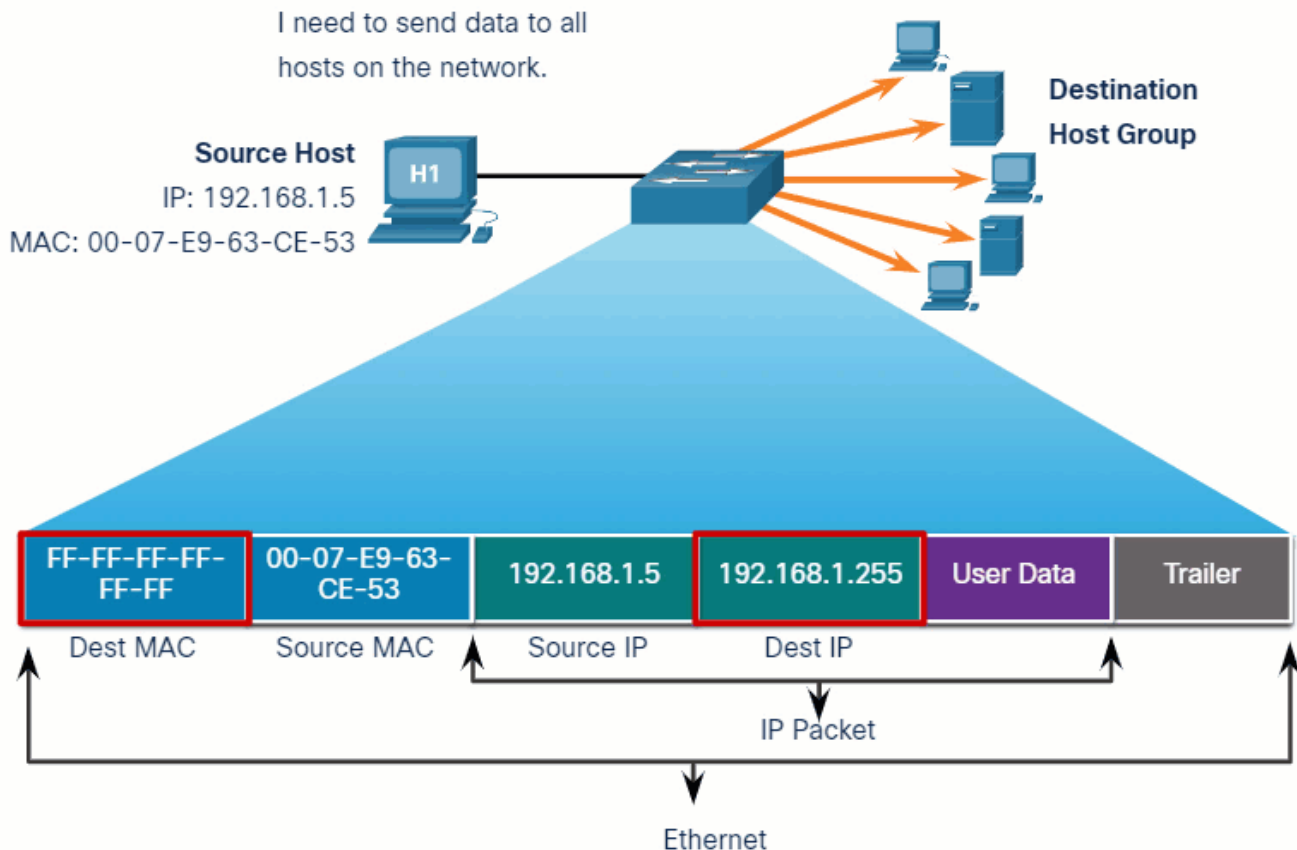 I need to send data to all
hosts on the network.
Destination
Host Group
Source Host
IP: 192.168.1.5
MAC: 00-07-E9-63-CE-53
H1
FF-FF-FF-FF-
FF-FF
00-07-E9-63-
CE-53
192.168.1.5
192.168.1.255
User Data
Trailer
Dest MAC
Source MAC
Source IP
Dest IP
IP Packet
Ethernet